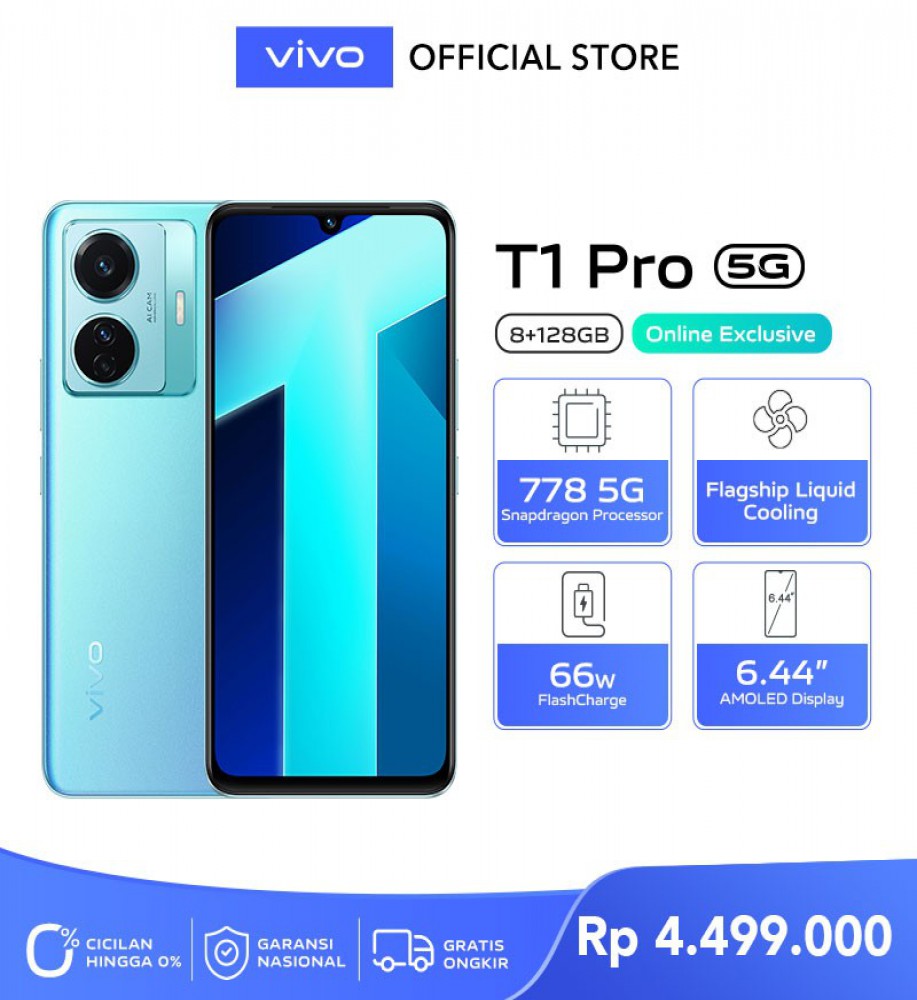 vivo OFFICIAL STORE
AI CAM
vivo
T1 Pro 5G
8+128GB Online Exclusive
778 5G
Snapdragon Processor
Flagship Liquid
Cooling
66W
FlashCharge
6.44"
6.44"
AMOLED Display
0%
CICILAN
HINGGA 0%
GARANSI
NASIONAL
GRATIS
ONGKIR
Rp 4.499.000